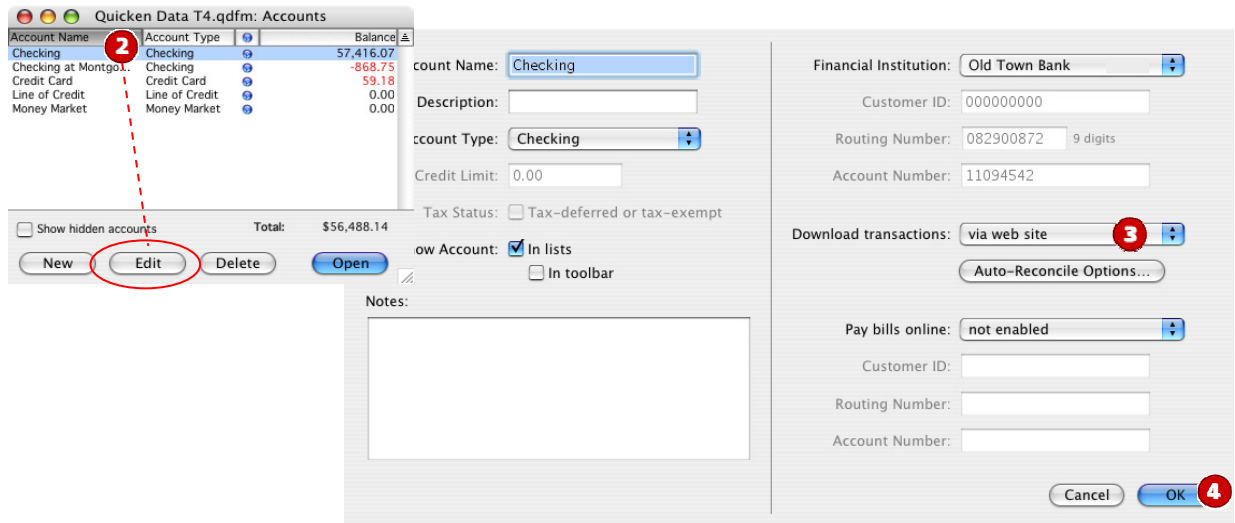 Quicken Data T4.qdfm: Accounts
Account Name Account Type Balance
2
Checking Checking 57,416.07
Checking at Montgo... Checking -868.75
Credit Card Credit Card 59.18
Line of Credit Line of Credit 0.00
Money Market Money Market 0.00
Show hidden accounts Total: $56,488.14
New Edit Delete Open
count Name: Checking
Description:
ccount Type: Checking
Credit Limit: 0.00
Tax Status: Tax-deferred or tax-exempt
ow Account: In lists
In toolbar
Notes:
Financial Institution: Old Town Bank
Customer ID: 000000000
Routing Number: 082900872 9 digits
Account Number: 11094542
Download transactions: via web site 3
Auto-Reconcile Options...
Pay bills online: not enabled
Customer ID:
Routing Number:
Account Number:
Cancel OK 4